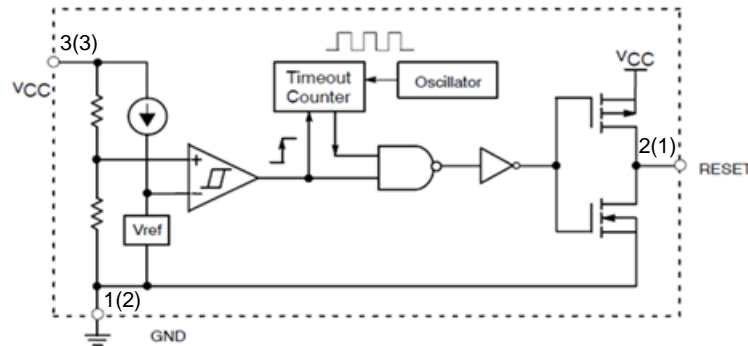 3(3)
VCC
Timeout
Counter
Oscillator
VCC
2(1)
RESET
+
−
Vref
1(2)
GND